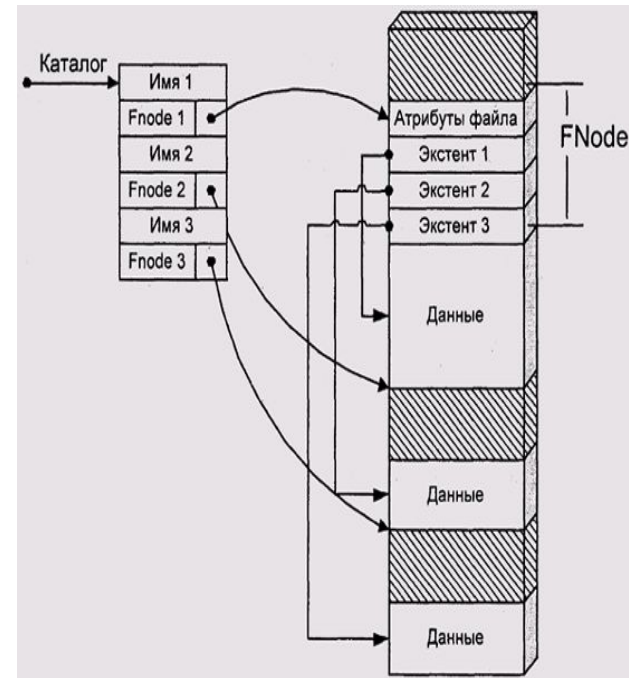 Каталог
Имя 1
Fnode 1
Имя 2
Fnode 2
Имя 3
Fnode 3
Атрибуты файла
Экстент 1
Экстент 2
Экстент 3
FNode
Данные
Данные
Данные